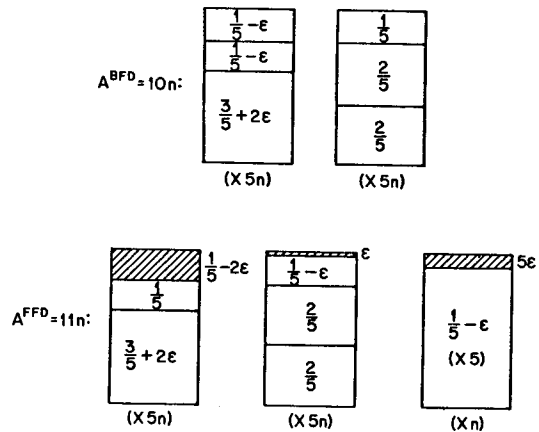 A^BFD = 10n:
1/5 − ε
1/5 − ε
3/5 + 2ε
(X 5n)
1/5
2/5
2/5
(X 5n)
A^FFD = 11n:
1/5 − 2ε
1/5
3/5 + 2ε
(X 5n)
ε
1/5 − ε
2/5
2/5
(X 5n)
5ε
1/5 − ε
(X 5)
(X n)